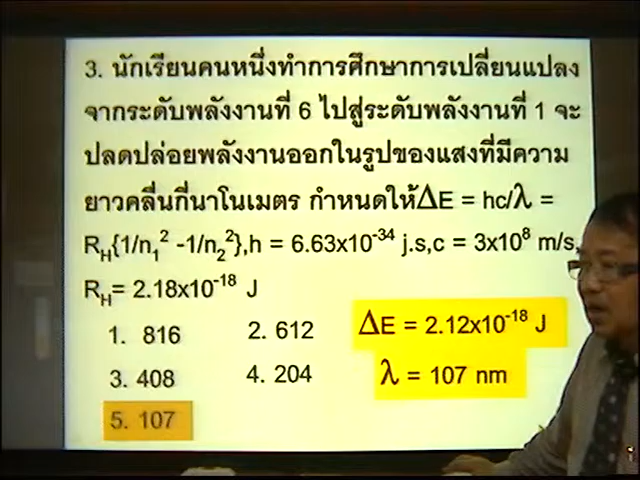 3. นักเรียนคนหนึ่งทำการศึกษาการเปลี่ยนแปลง
จากระดับพลังงานที่ 6 ไปสู่ระดับพลังงานที่ 1 จะ
ปลดปล่อยพลังงานออกในรูปของแสงที่มีความ
ยาวคลื่นกี่นาโนเมตร กำหนดให้ΔE = hc/λ =
R_H{1/n₁² -1/n₂²},h = 6.63x10⁻³⁴ j.s,c = 3x10⁸ m/s,
R_H= 2.18x10⁻¹⁸ J
1. 816 2. 612
3. 408 4. 204
5. 107
ΔE = 2.12x10⁻¹⁸ J
λ = 107 nm